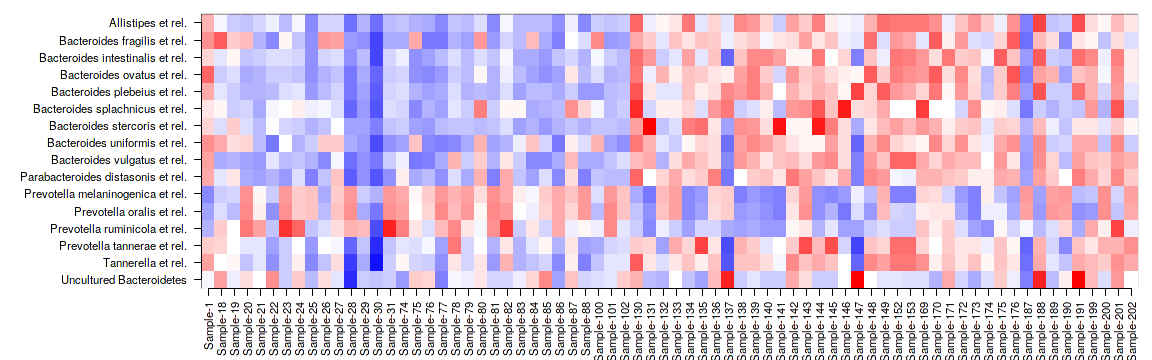 Allistipes et rel.
Bacteroides fragilis et rel.
Bacteroides intestinalis et rel.
Bacteroides ovatus et rel.
Bacteroides plebeius et rel.
Bacteroides splachnicus et rel.
Bacteroides stercoris et rel.
Bacteroides uniformis et rel.
Bacteroides vulgatus et rel.
Parabacteroides distasonis et rel.
Prevotella melaninogenica et rel.
Prevotella oralis et rel.
Prevotella ruminicola et rel.
Prevotella tannerae et rel.
Tannerella et rel.
Uncultured Bacteroidetes
Sample-1
Sample-18
Sample-19
Sample-20
Sample-21
Sample-22
Sample-23
Sample-24
Sample-25
Sample-26
Sample-27
Sample-28
Sample-29
Sample-30
Sample-31
Sample-74
Sample-75
Sample-76
Sample-77
Sample-78
Sample-79
Sample-80
Sample-81
Sample-82
Sample-83
Sample-84
Sample-85
Sample-86
Sample-87
Sample-88
Sample-100
Sample-101
Sample-102
Sample-130
Sample-131
Sample-132
Sample-133
Sample-134
Sample-135
Sample-136
Sample-137
Sample-138
Sample-139
Sample-140
Sample-141
Sample-142
Sample-143
Sample-144
Sample-145
Sample-146
Sample-147
Sample-148
Sample-149
Sample-152
Sample-153
Sample-169
Sample-170
Sample-171
Sample-172
Sample-173
Sample-174
Sample-175
Sample-176
Sample-187
Sample-188
Sample-189
Sample-190
Sample-191
Sample-199
Sample-200
Sample-201
Sample-202